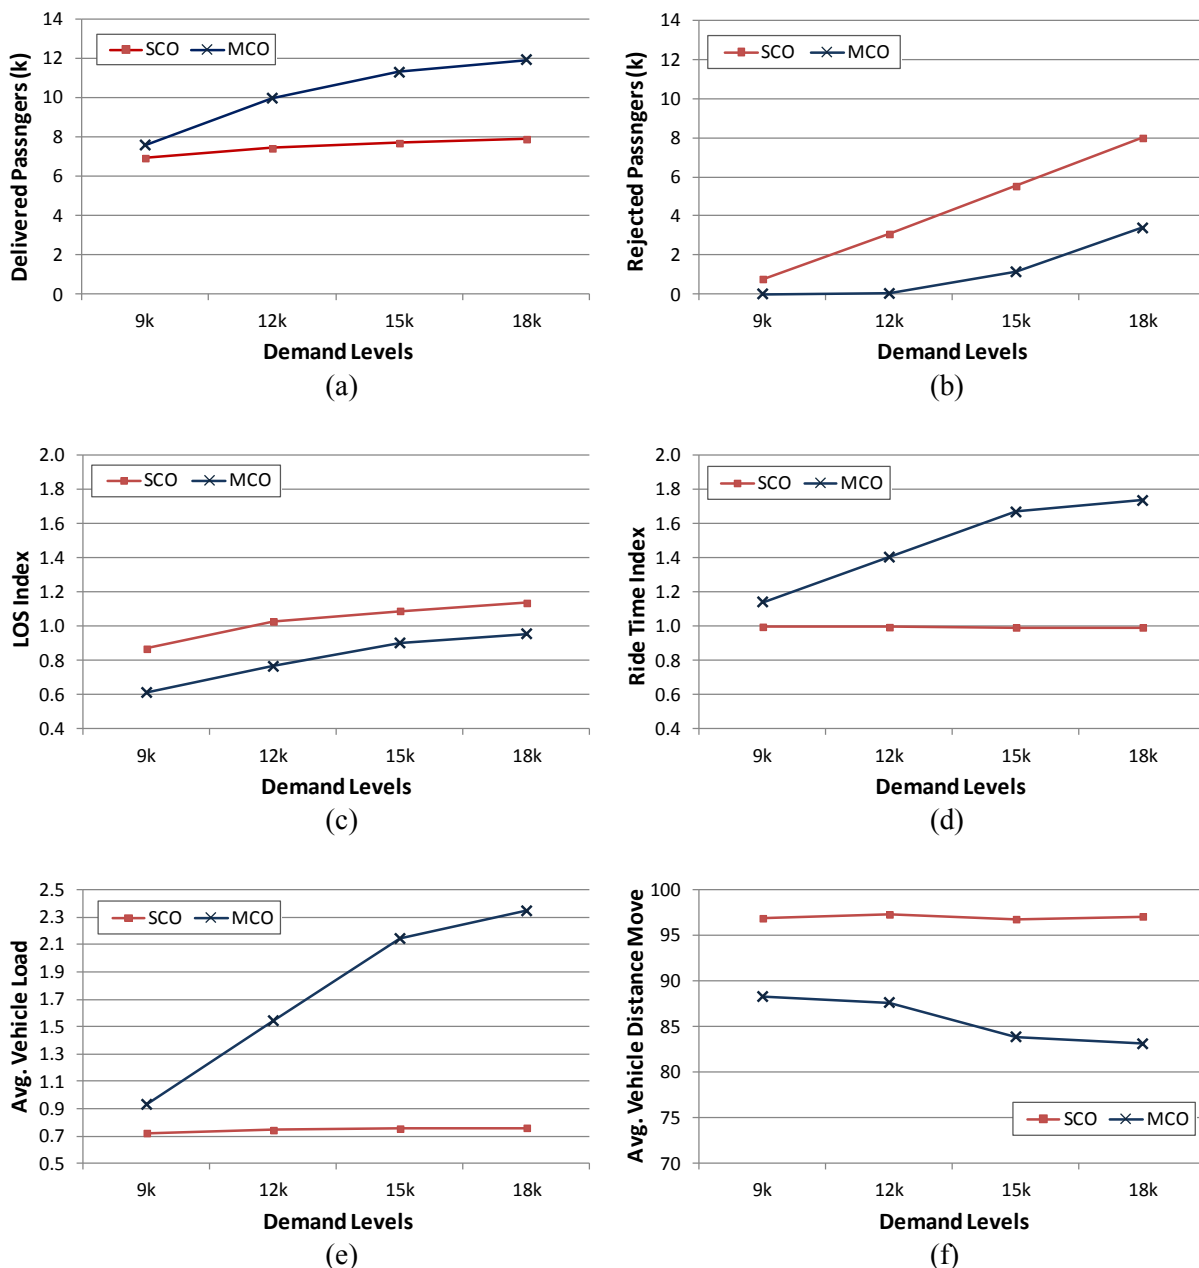 14
12
10
8
6
4
2
0
Delivered Passngers (k)
SCO MCO
9k 12k 15k 18k
Demand Levels
(a)
14
12
10
8
6
4
2
0
Rejected Passngers (k)
SCO MCO
9k 12k 15k 18k
Demand Levels
(b)
2.0
1.8
1.6
1.4
1.2
1.0
0.8
0.6
0.4
LOS Index
SCO MCO
9k 12k 15k 18k
Demand Levels
(c)
2.0
1.8
1.6
1.4
1.2
1.0
0.8
0.6
0.4
Ride Time Index
SCO MCO
9k 12k 15k 18k
Demand Levels
(d)
2.5
2.3
2.1
1.9
1.7
1.5
1.3
1.1
0.9
0.7
0.5
Avg. Vehicle Load
SCO MCO
9k 12k 15k 18k
Demand Levels
(e)
100
95
90
85
80
75
70
Avg. Vehicle Distance Move
SCO MCO
9k 12k 15k 18k
Demand Levels
(f)